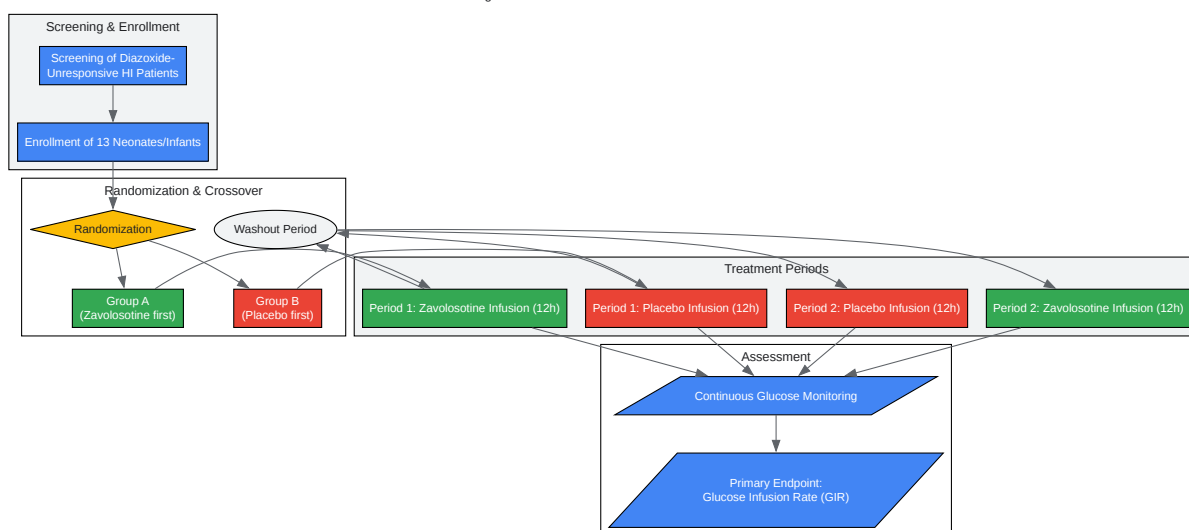 Screening & Enrollment
Screening of Diazoxide-
Unresponsive HI Patients
Enrollment of 13 Neonates/Infants
Randomization & Crossover
Randomization
Washout Period
Group A
(Zavolosotine first)
Group B
(Placebo first)
Treatment Periods
Period 1: Zavolosotine Infusion (12h)
Period 1: Placebo Infusion (12h)
Period 2: Placebo Infusion (12h)
Period 2: Zavolosotine Infusion (12h)
Assessment
Continuous Glucose Monitoring
Primary Endpoint:
Glucose Infusion Rate (GIR)